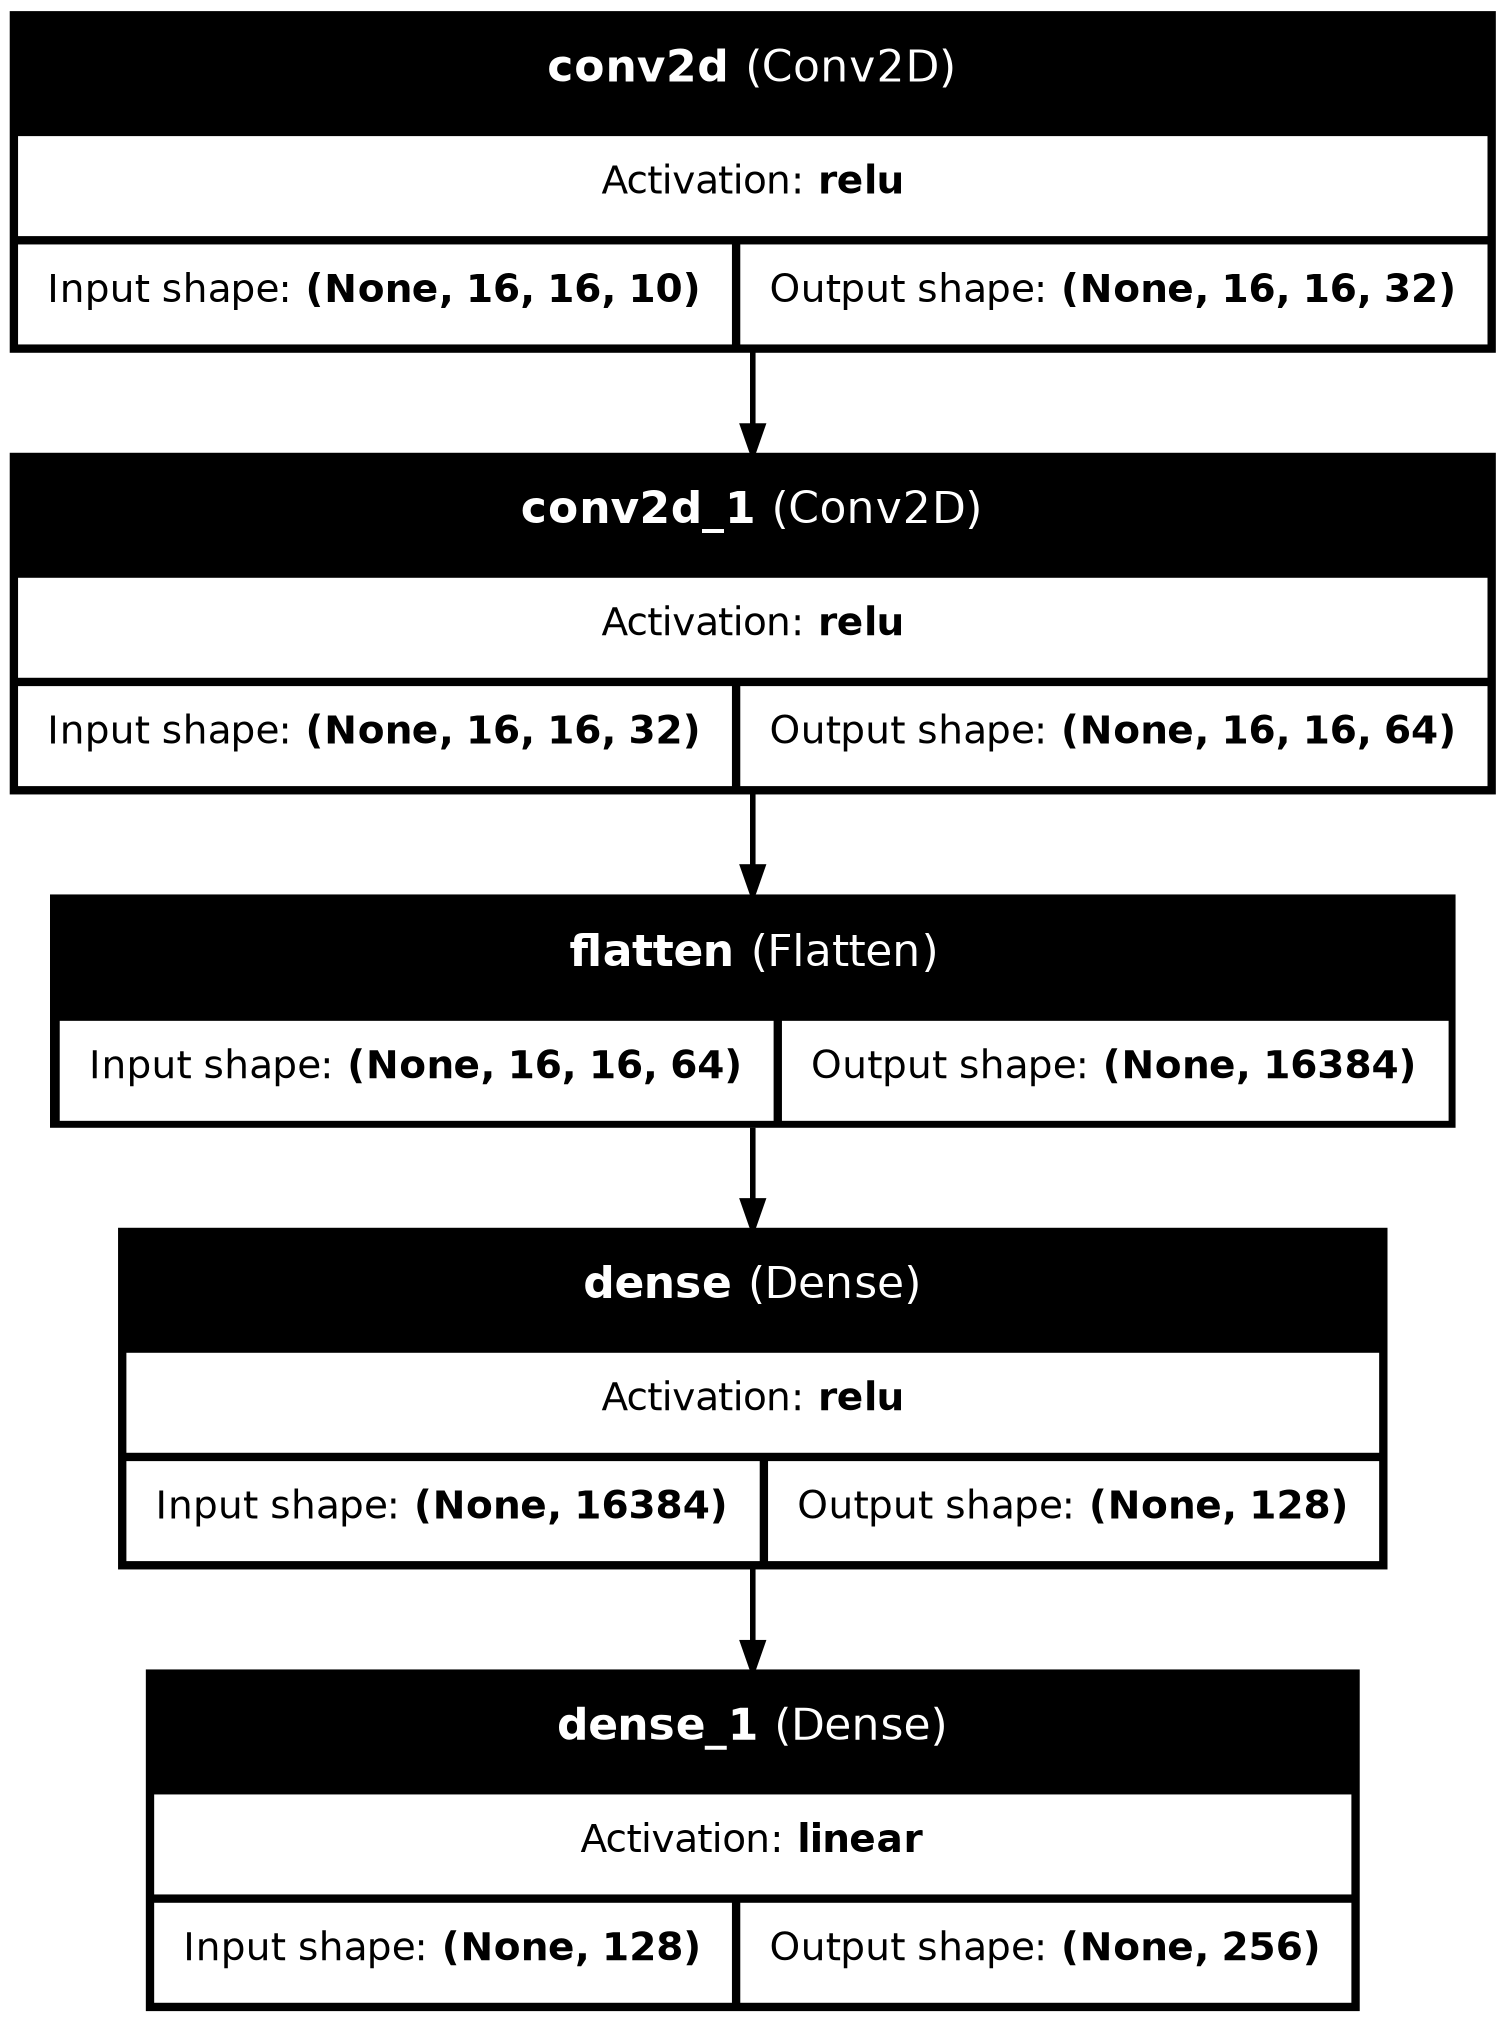 conv2d (Conv2D)
Activation: relu
Input shape: (None, 16, 16, 10) Output shape: (None, 16, 16, 32)
conv2d_1 (Conv2D)
Activation: relu
Input shape: (None, 16, 16, 32) Output shape: (None, 16, 16, 64)
flatten (Flatten)
Input shape: (None, 16, 16, 64) Output shape: (None, 16384)
dense (Dense)
Activation: relu
Input shape: (None, 16384) Output shape: (None, 128)
dense_1 (Dense)
Activation: linear
Input shape: (None, 128) Output shape: (None, 256)